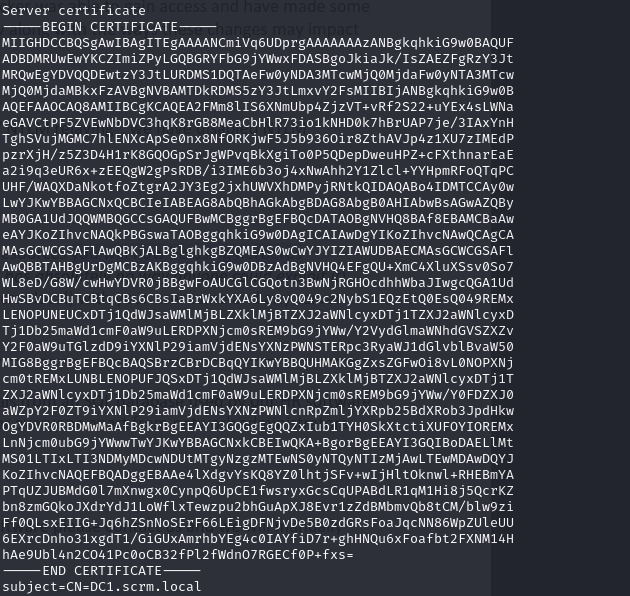 Server certificate
-----BEGIN CERTIFICATE-----
MIIGHDCCBQSgAwIBAgITEgAAAANCmiVq6UDprgAAAAAAAzANBgkqhkiG9w0BAQUF
ADBDMRUwEwYKCZImiZPyLGQBGRYFbG9jYWwxFDASBgoJkiaJk/IsZAEZFgRzY3Jt
MRQwEgYDVQQDEwtzY3JtLURDMS1DQTAeFw0yNDA3MTcwMjQ0MjdaFw0yNTA3MTcw
MjQ0MjdaMBkxFzAVBgNVBAMTDkRDMS5zY3JtLmxvY2FsMIIBIjANBgkqhkiG9w0B
AQEFAAOCAQ8AMIIBCgKCAQEA2FMm8lIS6XNmUbp4ZjzVT+vRf2S22+uYEx4sLWNa
eGAVCtPF5ZVEwNbDVC3hqK8rGB8MeaCbHlR73io1kNHD0k7hBrUAP7je/3IAxYnH
TghSVujMGMC7hlENXcApSe0nx8NfORKjwF5J5b936Oir8ZthAVJp4z1XU7zIMEdP
pzrXjH/z5Z3D4H1rK8GQOGpSrJgWPvqBkXgiTo0P5QDepDweuHPZ+cFXthnarEaE
a2i9q3eUR6x+zEEQgW2gPsRDB/i3IME6b3oj4xNwAhh2Y1Zlcl+YYHpmRFoQTqPC
UHF/WAQXDaNkotfoZtgrA2JY3Eg2jxhUWVXhDMPyjRNtkQIDAQABo4IDMTCCAy0w
LwYJKwYBBAGCNxQCBCIeIABEAG8AbQBhAGkAbgBDAG8AbgB0AHIAbwBsAGwAZQBy
MB0GA1UdJQQWMBQGCCsGAQUFBwMCBggrBgEFBQcDATAOBgNVHQ8BAf8EBAMCBaAw
eAYJKoZIhvcNAQkPBGswaTAOBggqhkiG9w0DAgICAIAwDgYIKoZIhvcNAwQCAgCA
MAsGCWCGSAFlAwQBKjALBglghkgBZQMEAS0wCwYJYIZIAWUDBAECMAsGCWCGSAFl
AwQBBTAHBgUrDgMCBzAKBggqhkiG9w0DBzAdBgNVHQ4EFgQU+XmC4XluXSsv0So7
WL8eD/G8W/cwHwYDVR0jBBgwFoAUCGlCGQotn3BwNjRGHOcdhhWbaJIwgcQGA1Ud
HwSBvDCBuTCBtqCBs6CBsIaBrWxkYXA6Ly8vQ049c2NybS1EQzEtQ0EsQ049REMx
LENOPUNEUCxDTj1QdWJsaWMlMjBLZXklMjBTZXJ2aWNlcyxDTj1TZXJ2aWNlcyxD
Tj1Db25maWd1cmF0aW9uLERDPXNjcm0sREM9bG9jYWw/Y2VydGlmaWNhdGVSZXZv
Y2F0aW9uTGlzdD9iYXNlP29iamVjdENsYXNzPWNSTERpc3RyaWJ1dGlvblBvaW50
MIG8BggrBgEFBQcBAQSBrzCBrDCBqQYIKwYBBQUHMAKGgZxsZGFwOi8vL0NOPXNj
cm0tREMxLUNBLENOPUFJQSxDTj1QdWJsaWMlMjBLZXklMjBTZXJ2aWNlcyxDTj1T
ZXJ2aWNlcyxDTj1Db25maWd1cmF0aW9uLERDPXNjcm0sREM9bG9jYWw/Y0FDZXJ0
aWZpY2F0ZT9iYXNlP29iamVjdENsYXNzPWNlcnRpZmljYXRpb25BdXRob3JpdHkw
OgYDVR0RBDMwMaAfBgkrBgEEAYI3GQGgEgQQZxIub1TYH0SkXtctiXUFOYIOREMx
LnNjcm0ubG9jYWwwTwYJKwYBBAGCNxkCBEIwQKA+BgorBgEEAYI3GQIBoDAELlMt
MS01LTIxLTI3NDMyMDcwNDUtMTgyNzgzMTEwNS0yNTQyNTIzMjAwLTEwMDAwDQYJ
KoZIhvcNAQEFBQADggEBAAe4lXdgvYsKQ8YZ0lhtjSFv+wIjHltOknwl+RHEBmYA
PTqUZJUBMdG0l7mXnwgx0CynpQ6UpCE1fwsryxGcsCqUPABdLR1qM1Hi8j5QcrKZ
bn8zmGQkoJXdrYdJ1LoWflxTewzpu2bhGuApXJ8Evr1zZdBMbmvQb8tCM/blw9zi
Ff0QLsxEIIG+Jq6hZSnNoSErF66LEigDFNjvDe5B0zdGRsFoaJqcNN86WpZUleUU
6EXrcDnho31xgdT1/GiGUxAmrhbYEg4c0IAYfiD7r+ghHNQu6xFoafbt2FXNM14H
hAe9Ubl4n2CO41Pc0oCB32fPl2fWdnO7RGECf0P+fxs=
-----END CERTIFICATE-----
subject=CN=DC1.scrm.local